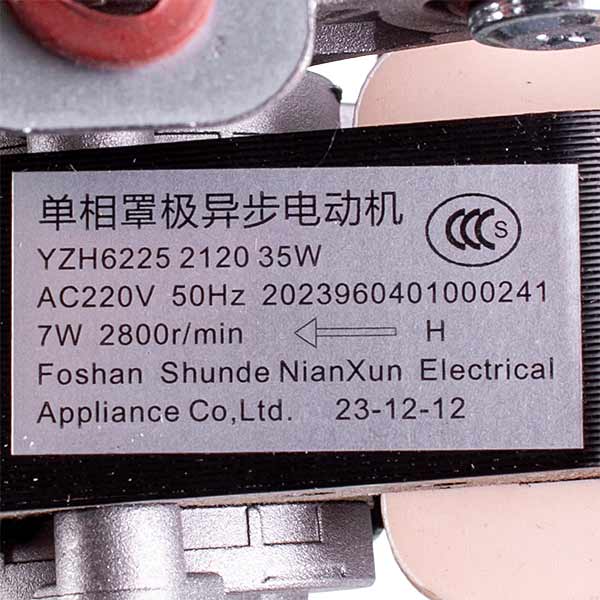 单相罩极异步电动机
CCC S
YZH6225 2120 35W
AC220V 50Hz 2023960401000241
7W 2800r/min H
Foshan Shunde NianXun Electrical
Appliance Co,Ltd. 23-12-12